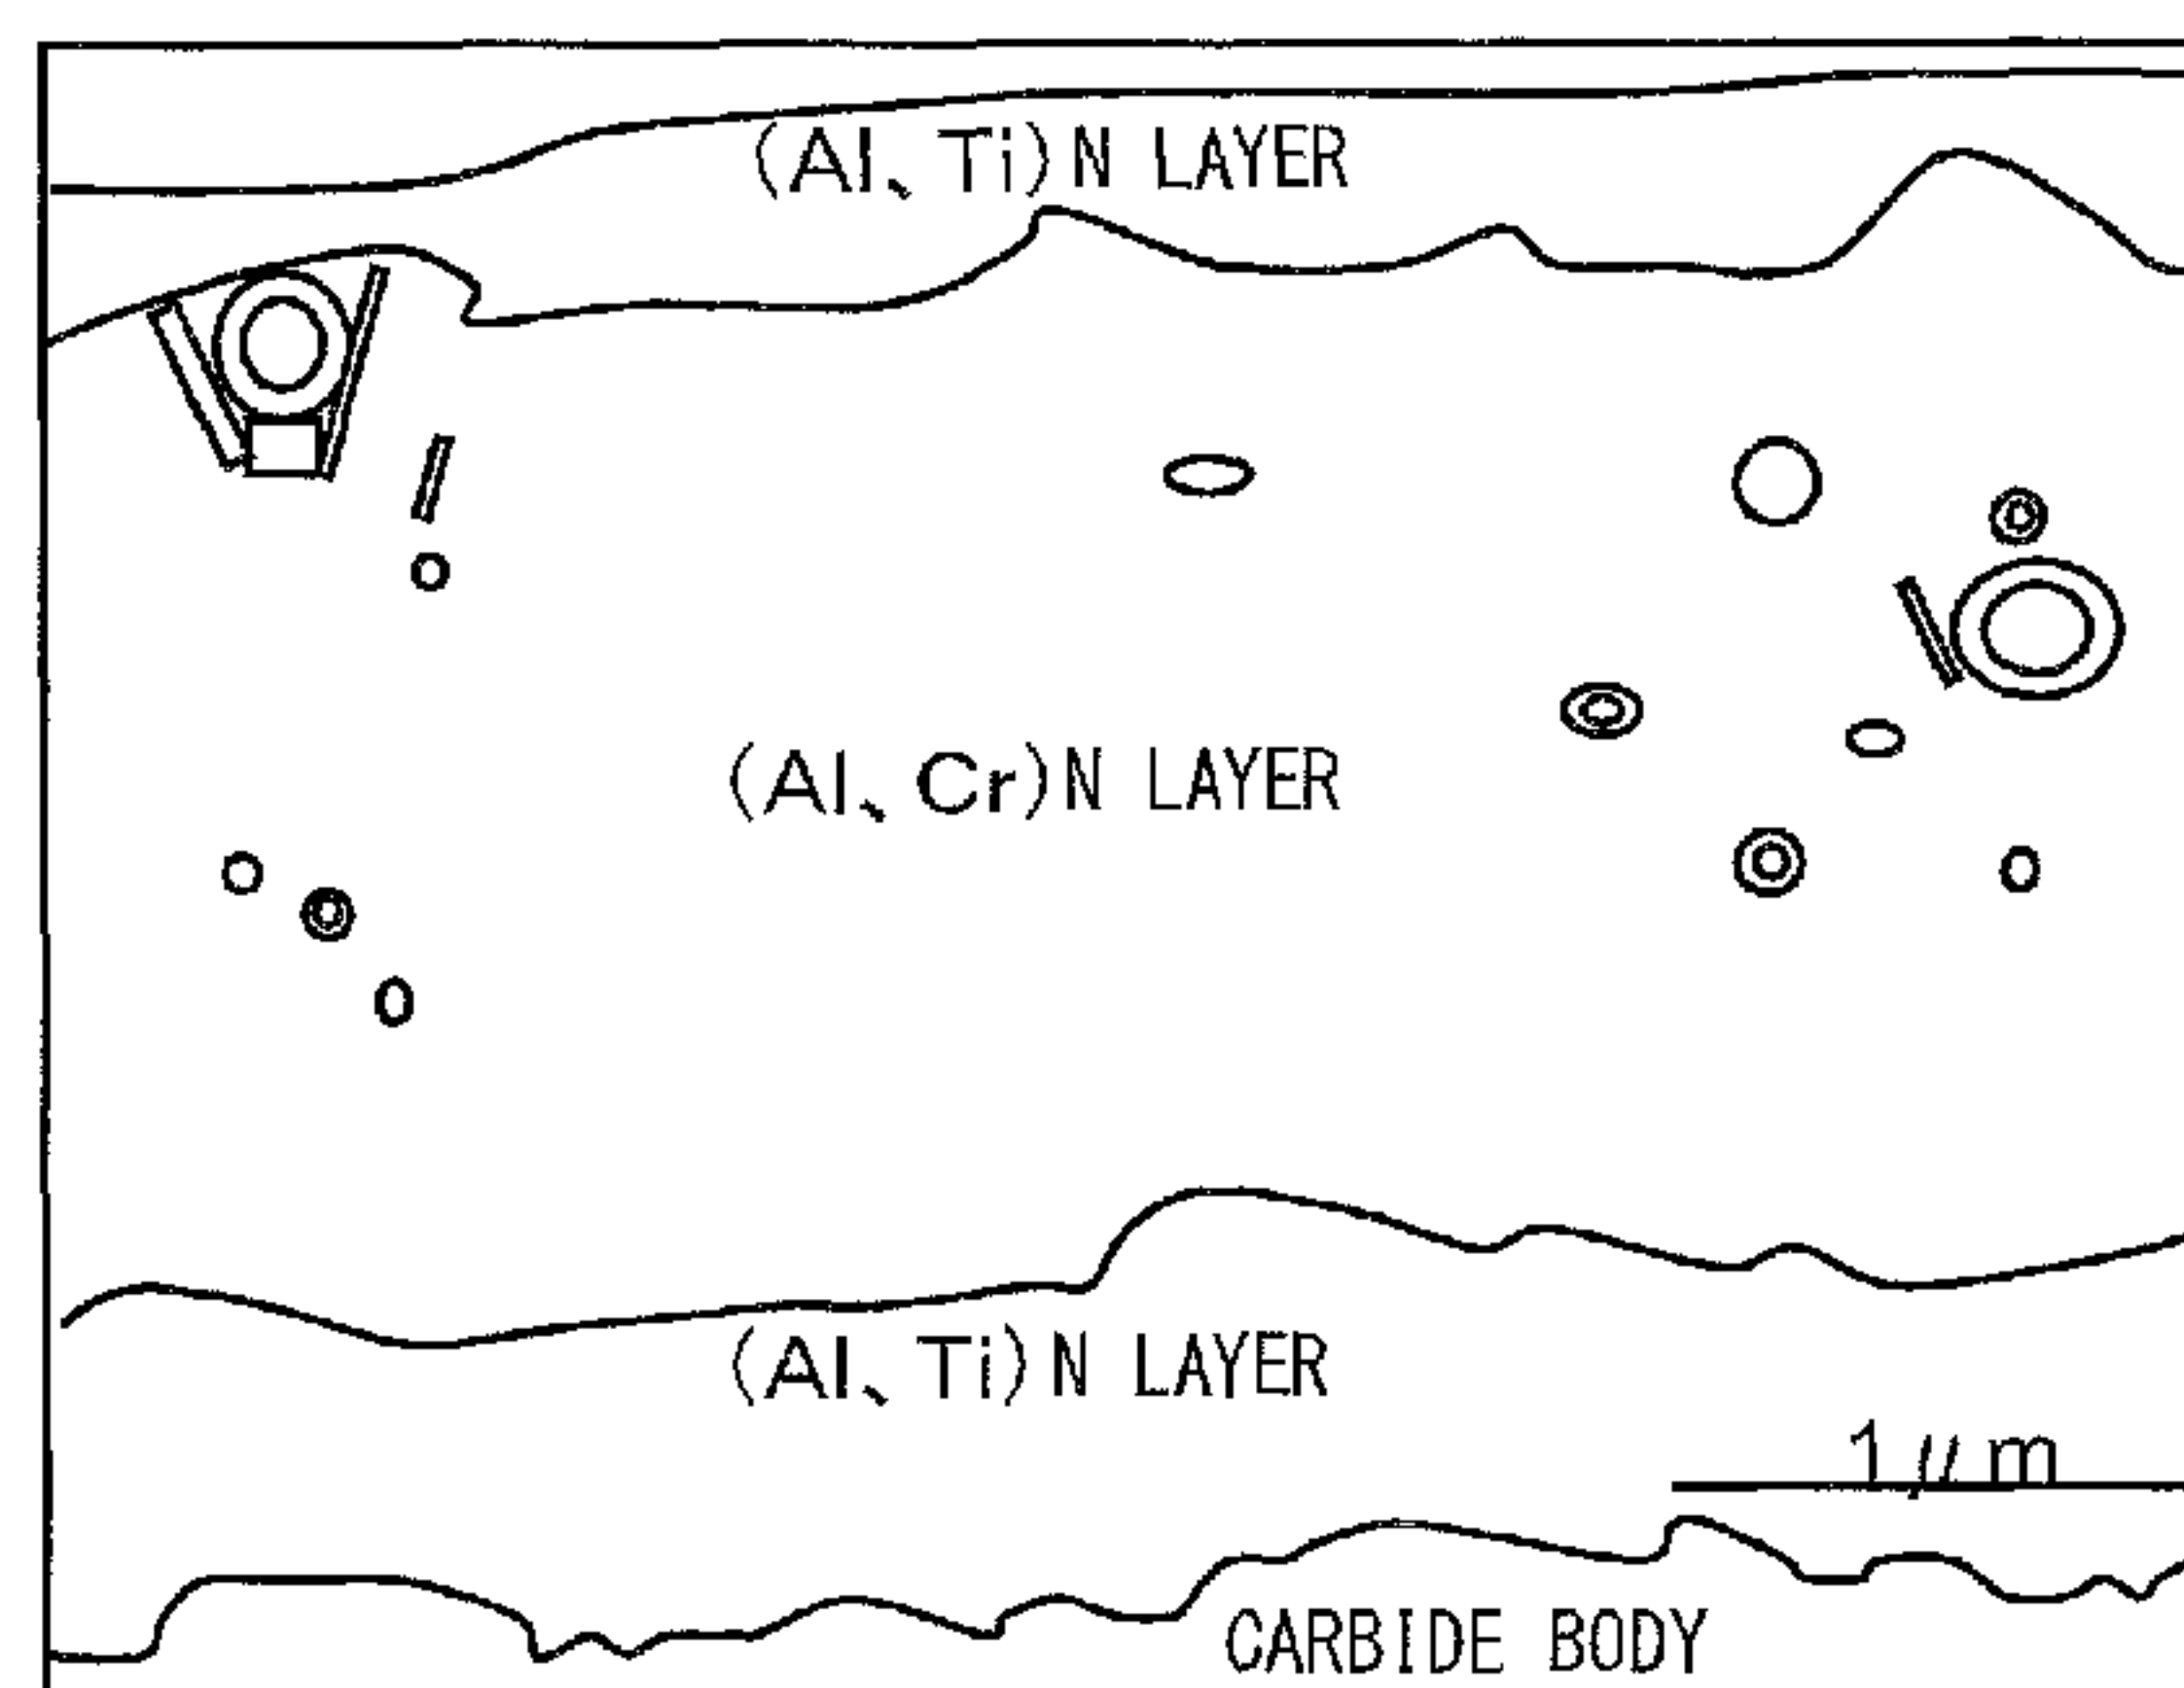 (Al、Ti)N LAYER
(Al、Cr)N LAYER
(Al、Ti)N LAYER
1μm
CARBIDE BODY